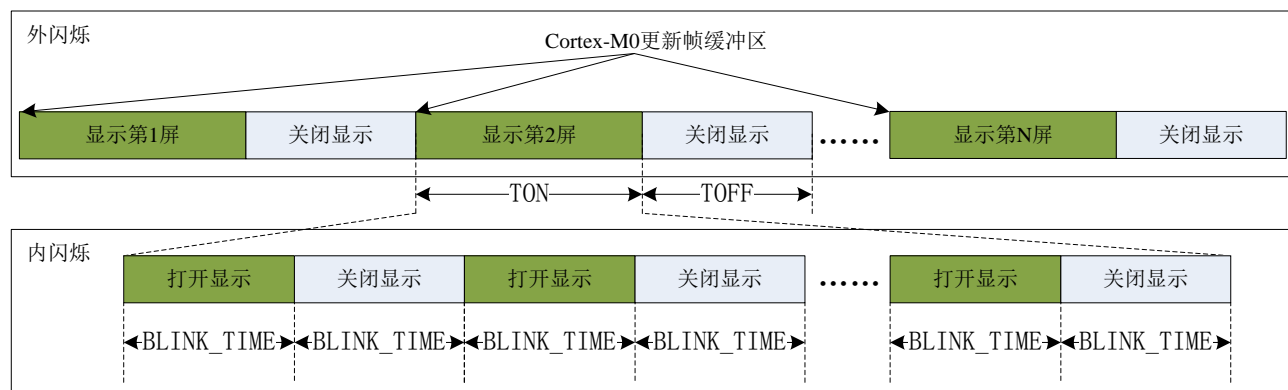 外闪烁
Cortex-M0更新帧缓冲区
显示第1屏 关闭显示 显示第2屏 关闭显示 …… 显示第N屏 关闭显示
TON TOFF
内闪烁
打开显示 关闭显示 打开显示 关闭显示 …… 打开显示 关闭显示
BLINK_TIME BLINK_TIME BLINK_TIME BLINK_TIME BLINK_TIME BLINK_TIME